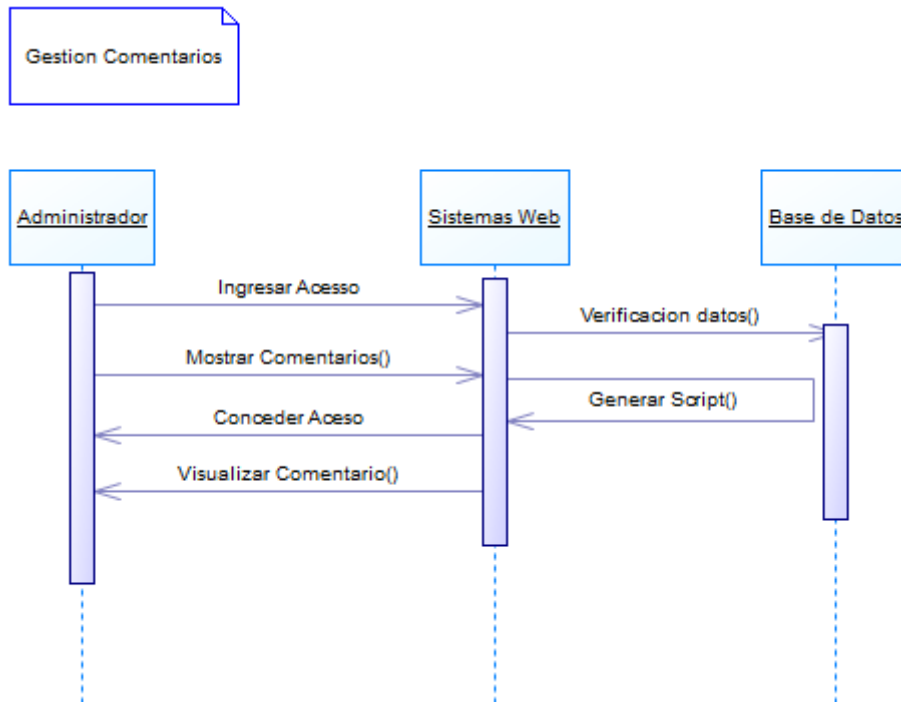 Gestion Comentarios
Administrador
Sistemas Web
Base de Datos
Ingresar Acesso
Verificacion datos()
Mostrar Comentarios()
Generar Script()
Conceder Aceso
Visualizar Comentario()